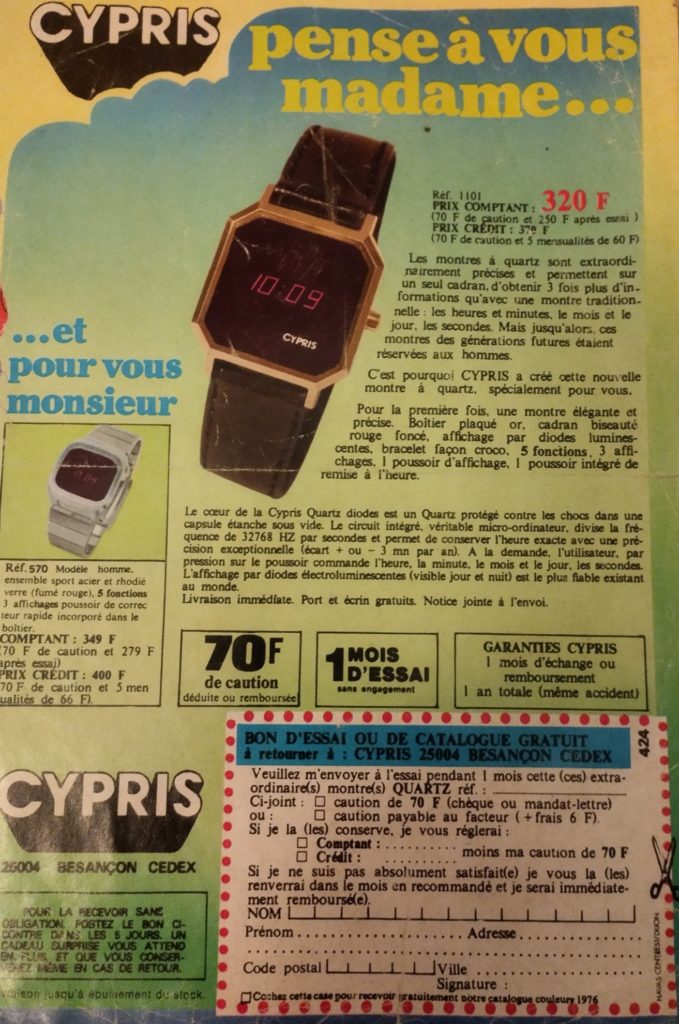 CYPRIS
pense à vous
madame...
10:09
CYPRIS
Réf. 1101
PRIX COMPTANT : 320 F
(70 F de caution et 250 F après essai )
PRIX CRÉDIT : 370 F
(70 F de caution et 5 mensualités de 60 F)
Les montres à quartz sont extraordi-
nairement précises et permettent sur
un seul cadran, d'obtenir 3 fois plus d'in-
formations qu'avec une montre tradition-
nelle : les heures et minutes, le mois et le
jour, les secondes. Mais jusqu'alors, ces
montres des générations futures étaient
réservées aux hommes.
C'est pourquoi CYPRIS a créé cette nouvelle
montre à quartz, spécialement pour vous.
Pour la première fois, une montre élégante et
précise. Boîtier plaqué or, cadran biseauté
rouge foncé, affichage par diodes lumines-
centes, bracelet façon croco, 5 fonctions, 3 affi-
chages, 1 poussoir d'affichage, 1 poussoir intégré de
remise à l'heure.
...et
pour vous
monsieur
Réf. 570 Modèle homme.
ensemble sport acier et rhodié
verre (fumé rouge), 5 fonctions
3 affichages poussoir de correc
teur rapide incorporé dans le
boîtier.
COMPTANT : 349 F
(70 F de caution et 279 F
après essai)
PRIX CRÉDIT : 400 F
70 F de caution et 5 men
ualités de 66 F).
Le cœur de la Cypris Quartz diodes est un Quartz protégé contre les chocs dans une
capsule étanche sous vide. Le circuit intégré, véritable micro-ordinateur, divise la fré-
quence de 32768 HZ par secondes et permet de conserver l'heure exacte avec une pré-
cision exceptionnelle (écart + ou - 3 mn par an). A la demande, l'utilisateur, par
pression sur le poussoir commande l'heure, la minute, le mois et le jour, les secondes.
L'affichage par diodes électroluminescentes (visible jour et nuit) est le plus fiable existant
au monde.
Livraison immédiate. Port et écrin gratuits. Notice jointe à l'envoi.
70F
de caution
déduite ou remboursée
1 MOIS
D'ESSAI
sans engagement
GARANTIES CYPRIS
1 mois d'échange ou
remboursement
1 an totale (même accident)
CYPRIS
25004 BESANÇON CEDEX
POUR LA RECEVOIR SANS
OBLIGATION, POSTEZ LE BON CI-
CONTRE DANS LES 5 JOURS. UN
CADEAU SURPRISE VOUS ATTEND
EN PLUS, ET QUE VOUS CONSER-
VEREZ MÊME EN CAS DE RETOUR.
vraison jusqu'à épuisement du stock.
BON D'ESSAI OU DE CATALOGUE GRATUIT
à retourner à : CYPRIS 25004 BESANÇON CEDEX
424
Veuillez m'envoyer à l'essai pendant 1 mois cette (ces) extra-
ordinaire(s) montre(s) QUARTZ réf. :
Ci-joint : □ caution de 70 F (chèque ou mandat-lettre)
ou : □ caution payable au facteur (+ frais 6 F).
Si je la (les) conserve, je vous réglerai :
□ Comptant : ......... moins ma caution de 70 F
□ Crédit : .........
Si je ne suis pas absolument satisfait(e) je vous la (les)
renverrai dans le mois en recommandé et je serai immédiate-
ment remboursé(e).
NOM
Prénom ............ Adresse ............
Code postal Ville ............
Signature :
□ Cochez cette case pour recevoir gratuitement notre catalogue couleurs 1976
HAVAS CENTREEST/DIJON